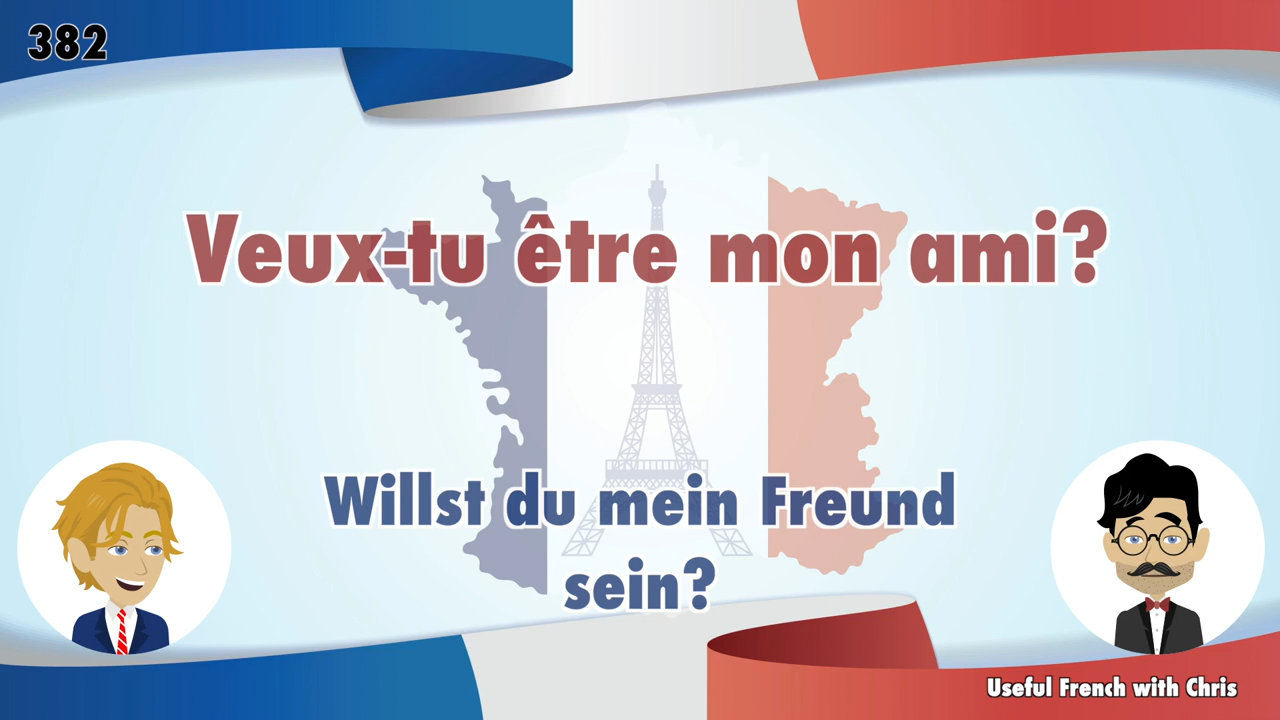 382
Veux-tu être mon ami?
Willst du mein Freund
sein?
Useful French with Chris